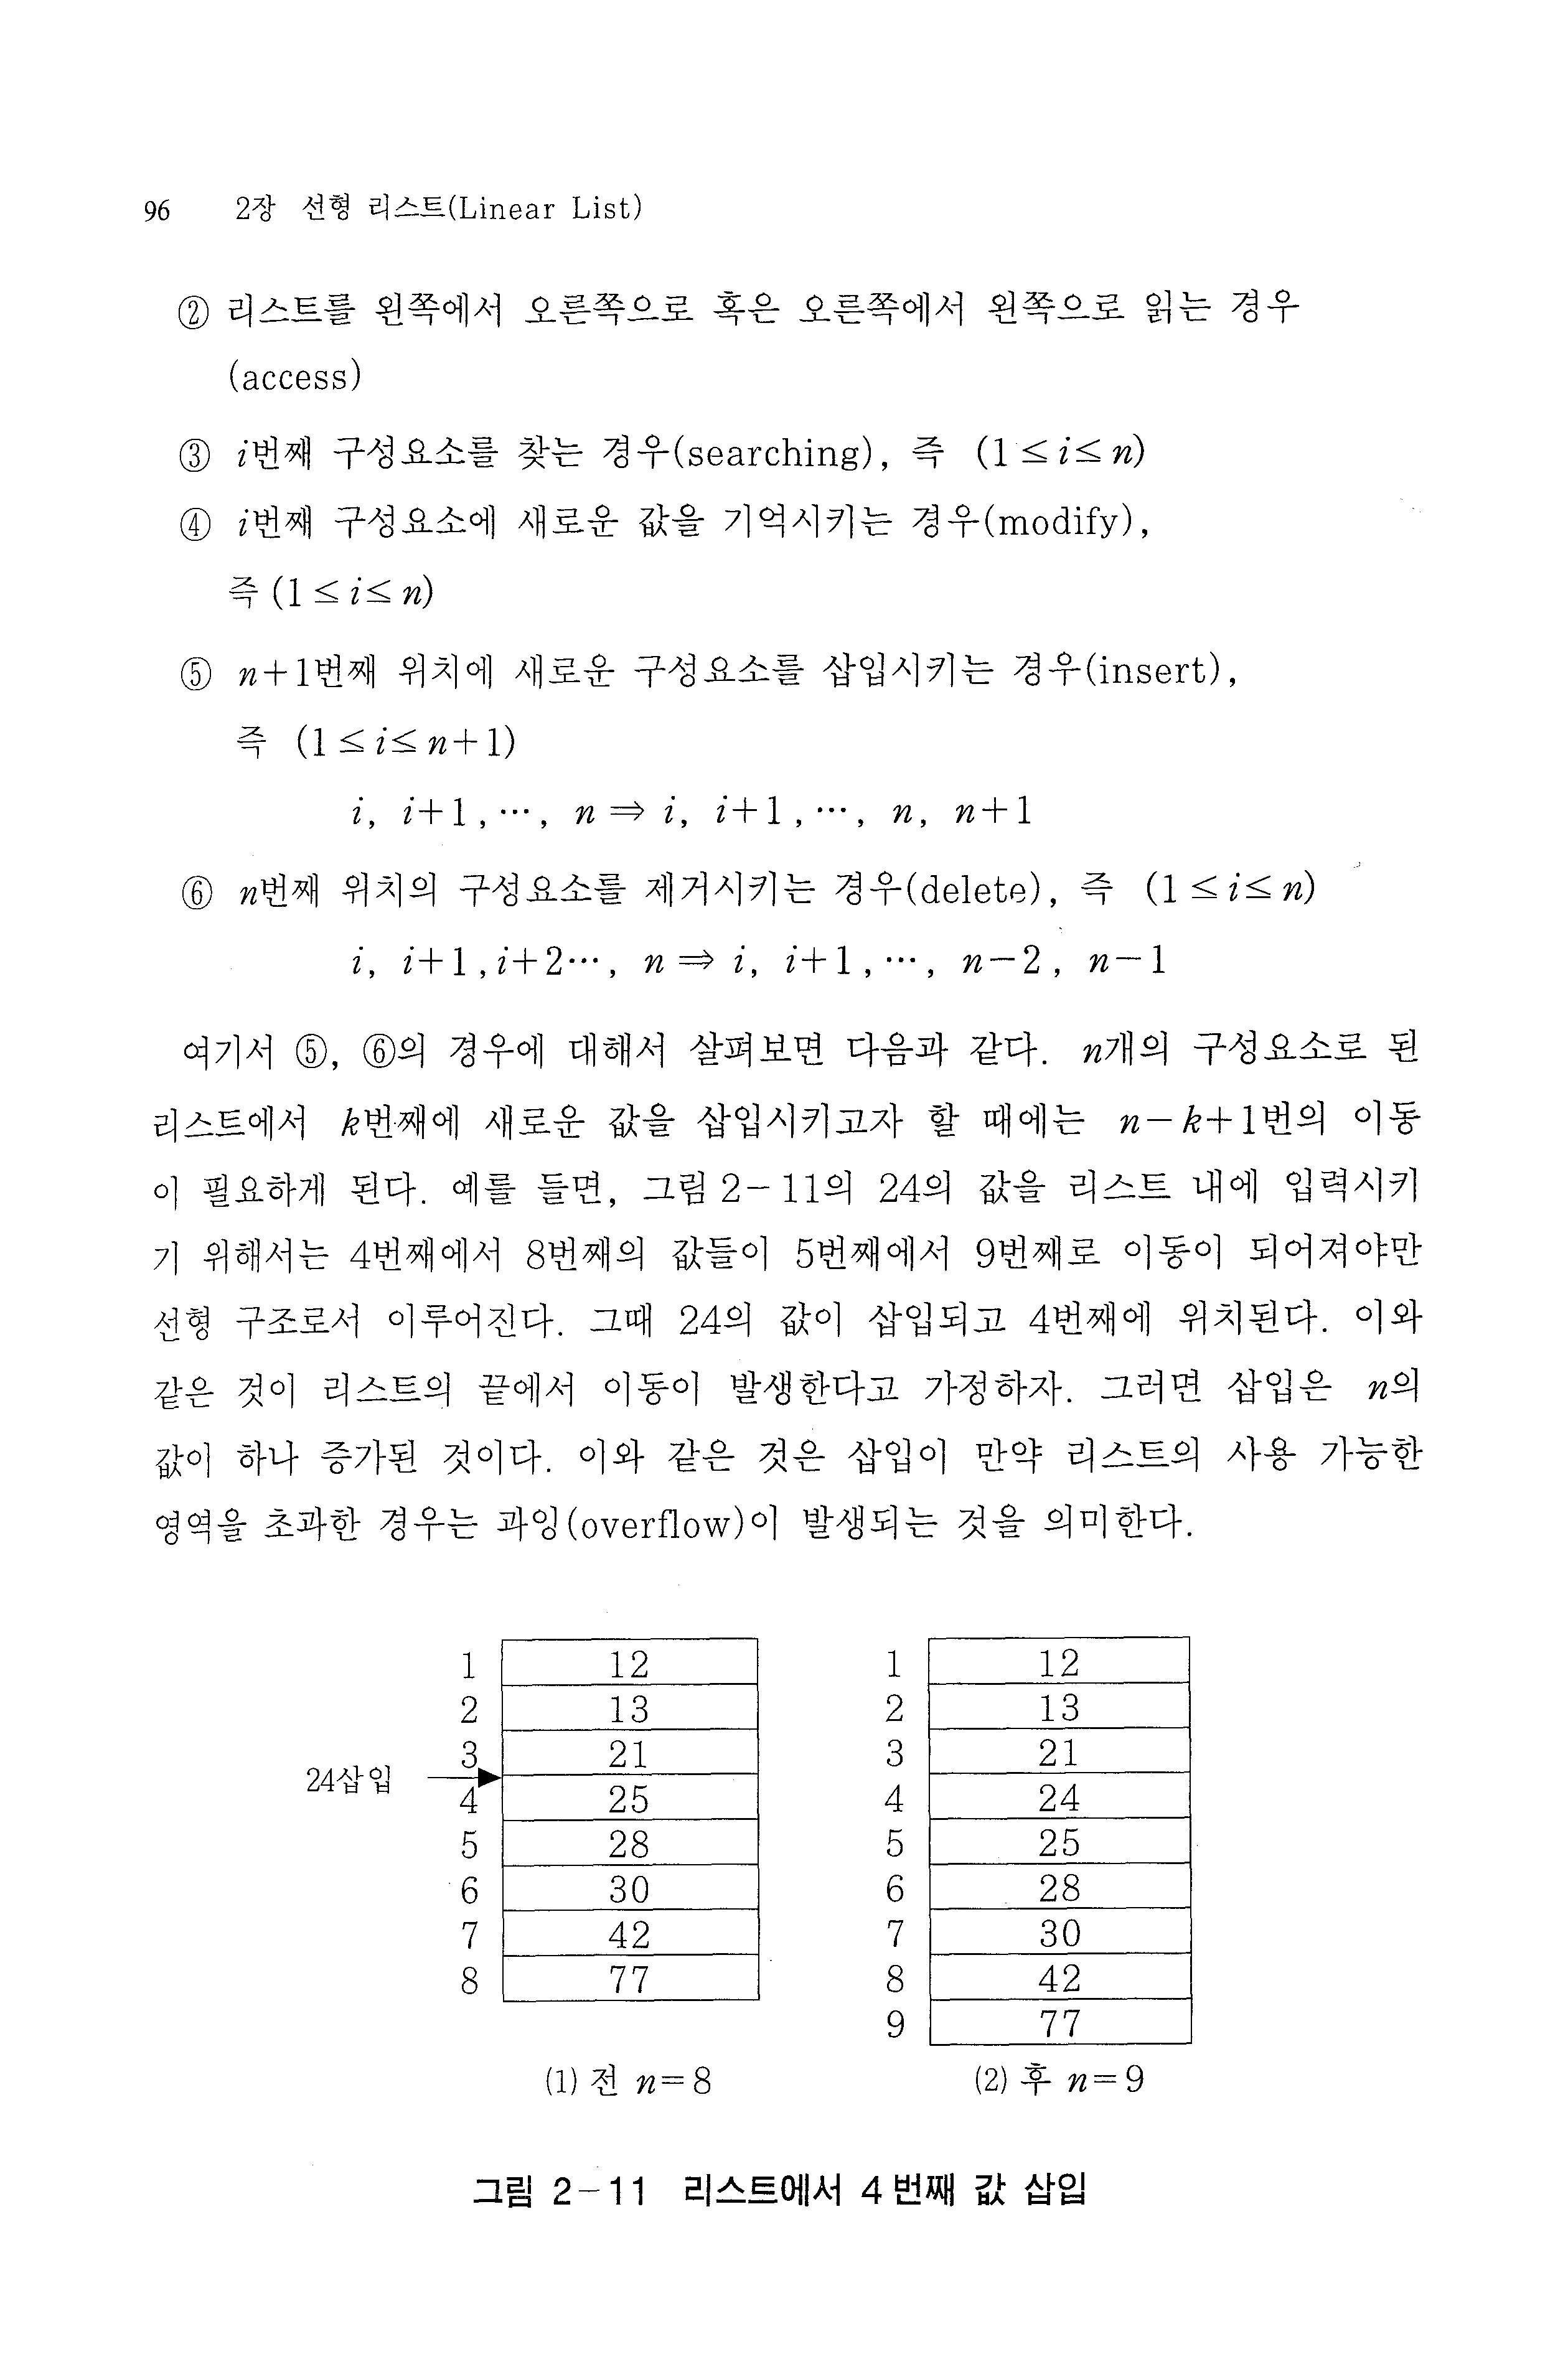 96 2장 선형 리스트(Linear List)
② 리스트를 왼쪽에서 오른쪽으로 혹은 오른쪽에서 왼쪽으로 읽는 경우
(access)
③ i번째 구성요소를 찾는 경우(searching), 즉 (1≤i≤n)
④ i번째 구성요소에 새로운 값을 기억시키는 경우(modify),
즉 (1≤i≤n)
⑤ n+1번째 위치에 새로운 구성요소를 삽입시키는 경우(insert),
즉 (1≤i≤n+1)
i, i+1,…, n ⇒ i, i+1,…, n, n+1
⑥ n번째 위치의 구성요소를 제거시키는 경우(delete), 즉 (1≤i≤n)
i, i+1,i+2…, n ⇒ i, i+1,…, n-2, n-1
여기서 ⑤, ⑥의 경우에 대해서 살펴보면 다음과 같다. n개의 구성요소로 된
리스트에서 k번째에 새로운 값을 삽입시키고자 할 때에는 n-k+1번의 이동
이 필요하게 된다. 예를 들면, 그림 2-11의 24의 값을 리스트 내에 입력시키
기 위해서는 4번째에서 8번째의 값들이 5번째에서 9번째로 이동이 되어져야만
선형 구조로서 이루어진다. 그때 24의 값이 삽입되고 4번째에 위치된다. 이와
같은 것이 리스트의 끝에서 이동이 발생한다고 가정하자. 그러면 삽입은 n의
값이 하나 증가된 것이다. 이와 같은 것은 삽입이 만약 리스트의 사용 가능한
영역을 초과한 경우는 과잉(overflow)이 발생되는 것을 의미한다.
1 12 1 12
2 13 2 13
3 21 3 21
24삽입
4 25 4 24
5 28 5 25
6 30 6 28
7 42 7 30
8 77 8 42
9 77
(1) 전 n=8 (2) 후 n=9
그림 2-11 리스트에서 4번째 값 삽입